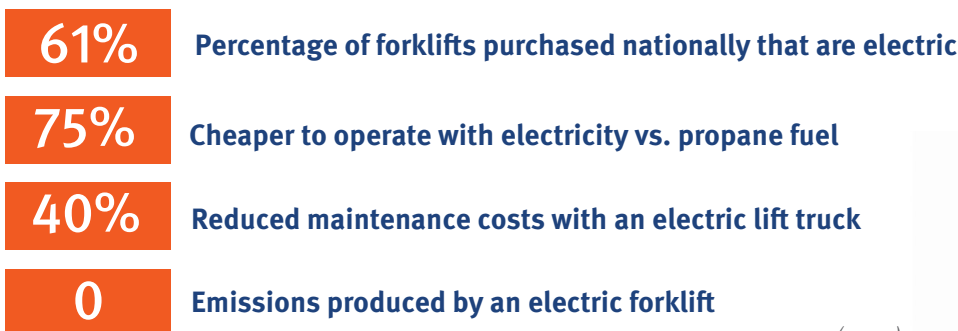 61% Percentage of forklifts purchased nationally that are electric
75% Cheaper to operate with electricity vs. propane fuel
40% Reduced maintenance costs with an electric lift truck
0 Emissions produced by an electric forklift